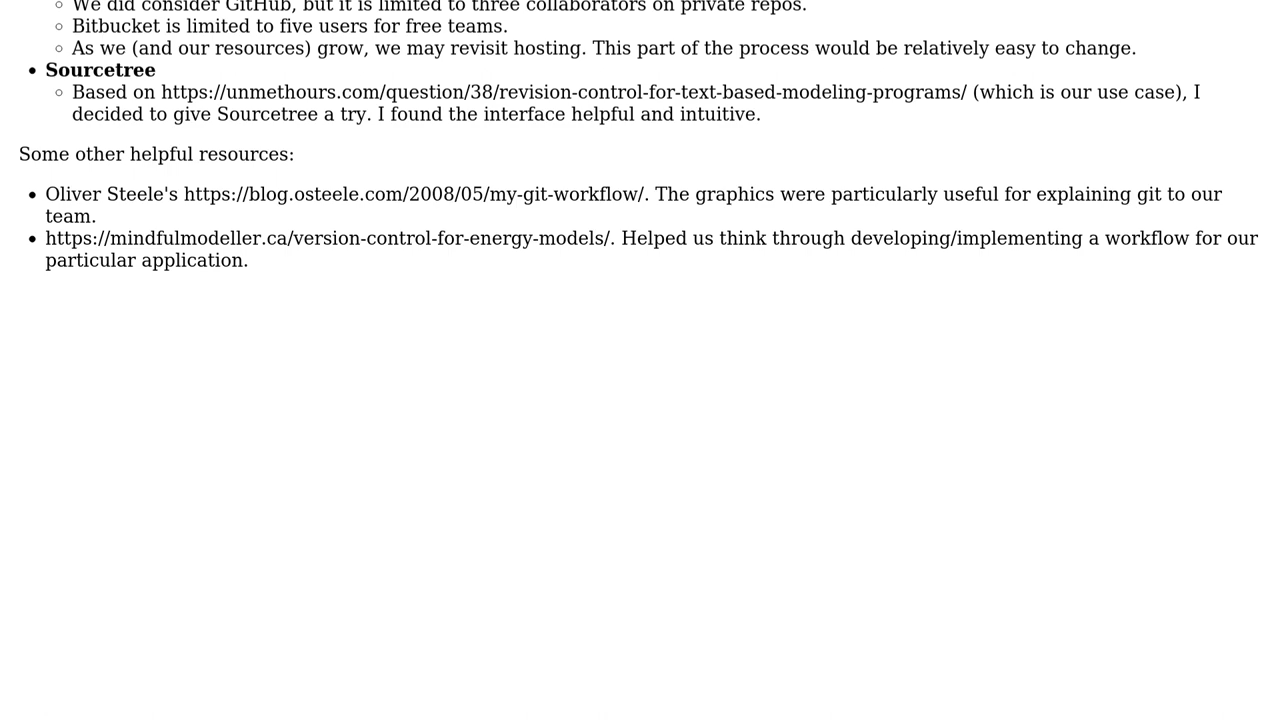 We did consider GitHub, but it is limited to three collaborators on private repos.
Bitbucket is limited to five users for free teams.
As we (and our resources) grow, we may revisit hosting. This part of the process would be relatively easy to change.
Sourcetree
Based on https://unmethours.com/question/38/revision-control-for-text-based-modeling-programs/ (which is our use case), I
decided to give Sourcetree a try. I found the interface helpful and intuitive.
Some other helpful resources:
Oliver Steele's https://blog.osteele.com/2008/05/my-git-workflow/. The graphics were particularly useful for explaining git to our
team.
https://mindfulmodeller.ca/version-control-for-energy-models/. Helped us think through developing/implementing a workflow for our
particular application.